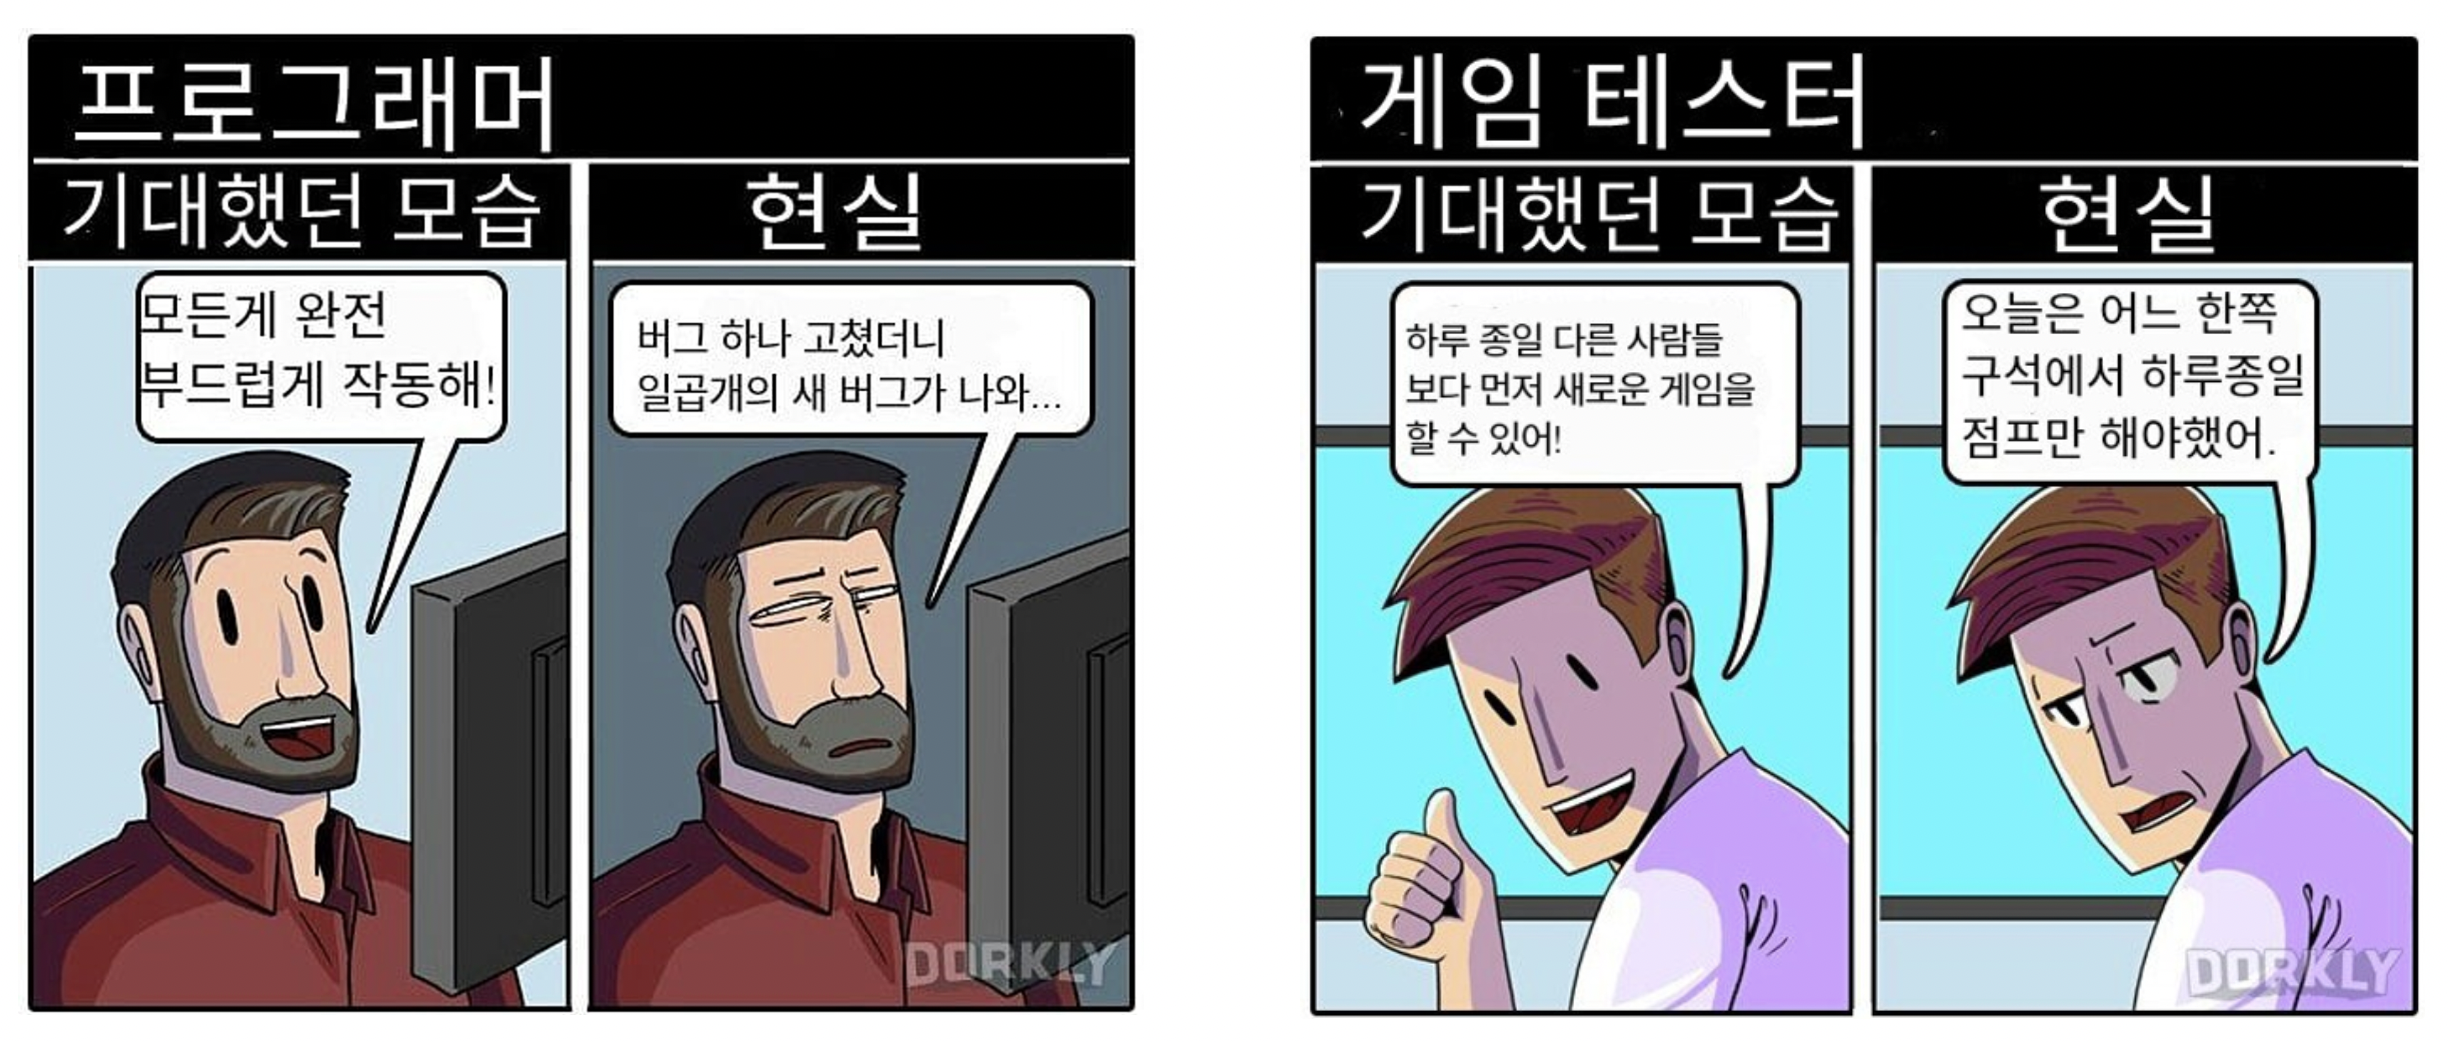 프로그래머
기대했던 모습
현실
모든게 완전
부드럽게 작동해!
버그 하나 고쳤더니
일곱개의 새 버그가 나와...
DORKLY
게임 테스터
기대했던 모습
현실
하루 종일 다른 사람들
보다 먼저 새로운 게임을
할 수 있어!
오늘은 어느 한쪽
구석에서 하루종일
점프만 해야했어.
DORKLY